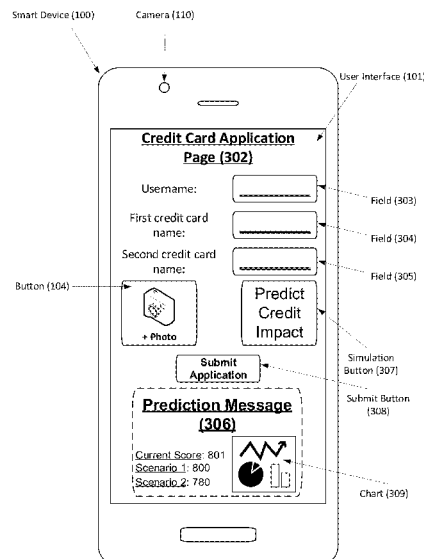 Smart Device (100)
Camera (110)
User Interface (101)
Credit Card Application
Page (302)
Username:
Field (303)
First credit card
name:
Field (304)
Second credit card
name:
Field (305)
Button (104)
+ Photo
Predict
Credit
Impact
Simulation
Button (307)
Submit
Application
Submit Button
(308)
Prediction Message
(306)
Current Score: 801
Scenario 1: 800
Scenario 2: 780
Chart (309)